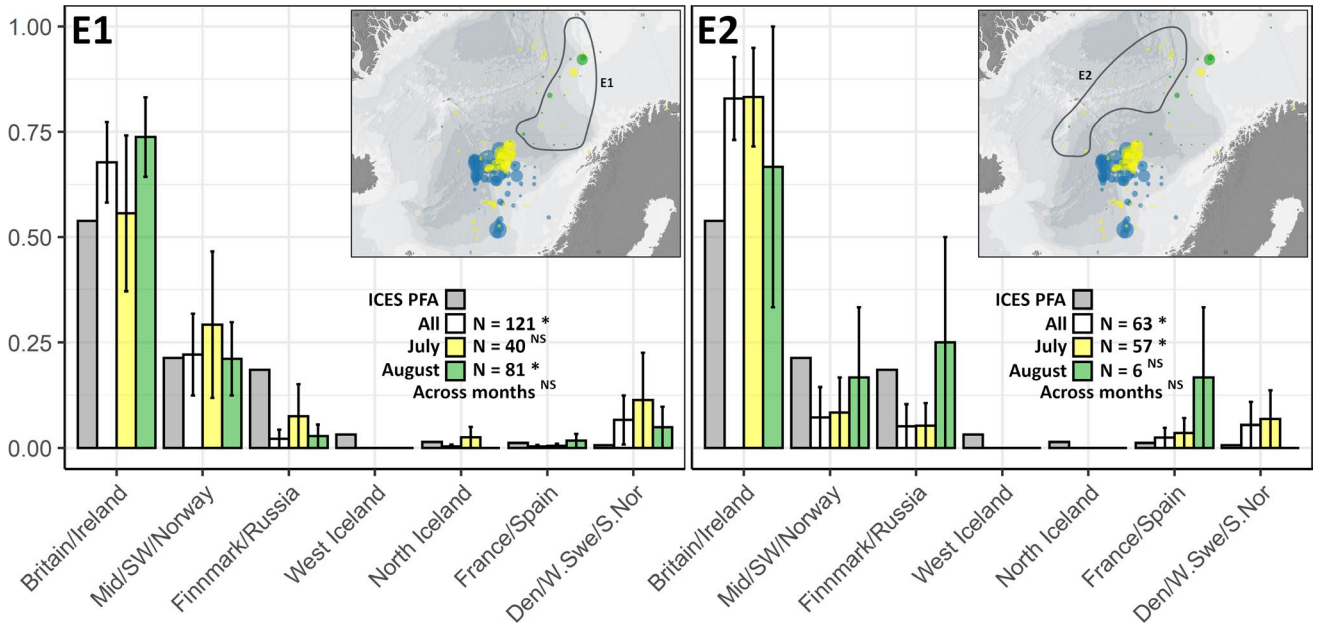 E1
E1
1.00
0.75
0.50
0.25
0.00
ICES PFA
All N = 121 *
July N = 40 NS
August N = 81 *
Across months NS
Britain/Ireland
Mid/SW/Norway
Finnmark/Russia
West Iceland
North Iceland
France/Spain
Den/W.Swe/S.Nor
E2
E2
ICES PFA
All N = 63 *
July N = 57 *
August N = 6 NS
Across months NS
Britain/Ireland
Mid/SW/Norway
Finnmark/Russia
West Iceland
North Iceland
France/Spain
Den/W.Swe/S.Nor